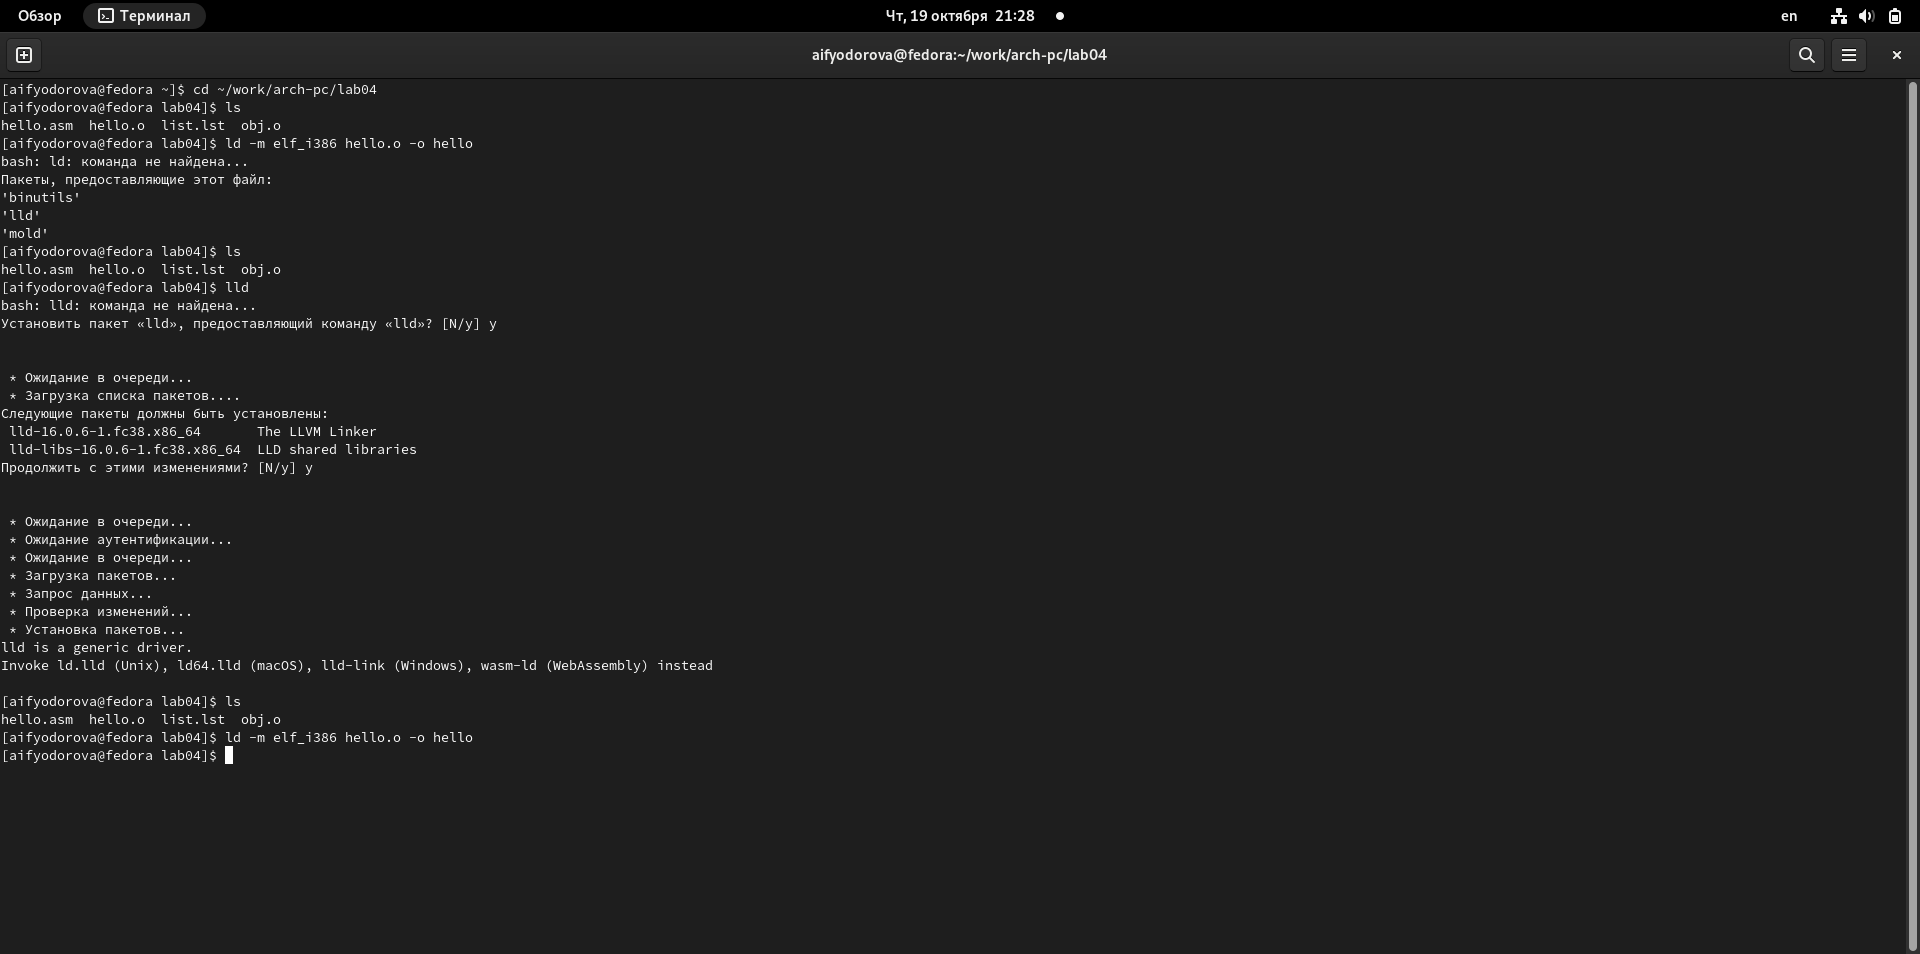 Обзор Терминал Чт, 19 октября 21:28 en
aifyodorova@fedora:~/work/arch-pc/lab04
[aifyodorova@fedora ~]$ cd ~/work/arch-pc/lab04
[aifyodorova@fedora lab04]$ ls
hello.asm  hello.o  list.lst  obj.o
[aifyodorova@fedora lab04]$ ld -m elf_i386 hello.o -o hello
bash: ld: команда не найдена...
Пакеты, предоставляющие этот файл:
'binutils'
'lld'
'mold'
[aifyodorova@fedora lab04]$ ls
hello.asm  hello.o  list.lst  obj.o
[aifyodorova@fedora lab04]$ lld
bash: lld: команда не найдена...
Установить пакет «lld», предоставляющий команду «lld»? [N/y] y
 * Ожидание в очереди...
 * Загрузка списка пакетов....
Следующие пакеты должны быть установлены:
 lld-16.0.6-1.fc38.x86_64       The LLVM Linker
 lld-libs-16.0.6-1.fc38.x86_64  LLD shared libraries
Продолжить с этими изменениями? [N/y] y
 * Ожидание в очереди...
 * Ожидание аутентификации...
 * Ожидание в очереди...
 * Загрузка пакетов...
 * Запрос данных...
 * Проверка изменений...
 * Установка пакетов...
lld is a generic driver.
Invoke ld.lld (Unix), ld64.lld (macOS), lld-link (Windows), wasm-ld (WebAssembly) instead
[aifyodorova@fedora lab04]$ ls
hello.asm  hello.o  list.lst  obj.o
[aifyodorova@fedora lab04]$ ld -m elf_i386 hello.o -o hello
[aifyodorova@fedora lab04]$